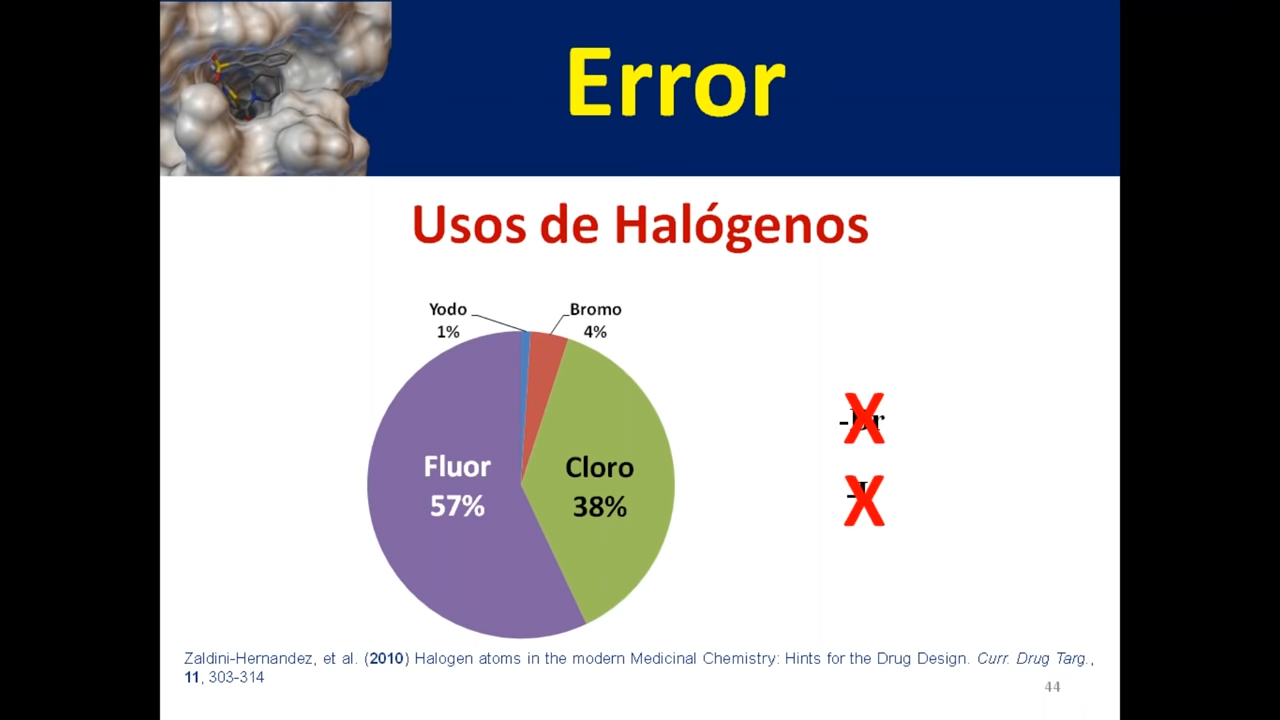 Error
Usos de Halógenos
Yodo
1%
Bromo
4%
Fluor
57%
Cloro
38%
Zaldini-Hernandez, et al. (2010) Halogen atoms in the modern Medicinal Chemistry: Hints for the Drug Design. Curr. Drug Targ.,
11, 303-314
44